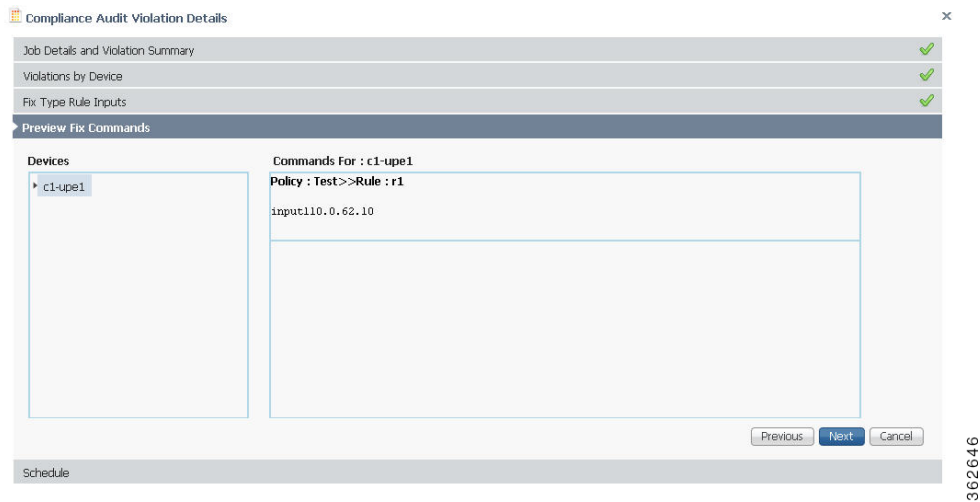 Compliance Audit Violation Details
Job Details and Violation Summary
Violations by Device
Fix Type Rule Inputs
Preview Fix Commands
Devices
c1-upe1
Commands For : c1-upe1
Policy : Test>>Rule : r1
input110.0.62.10
Previous
Next
Cancel
Schedule
362646